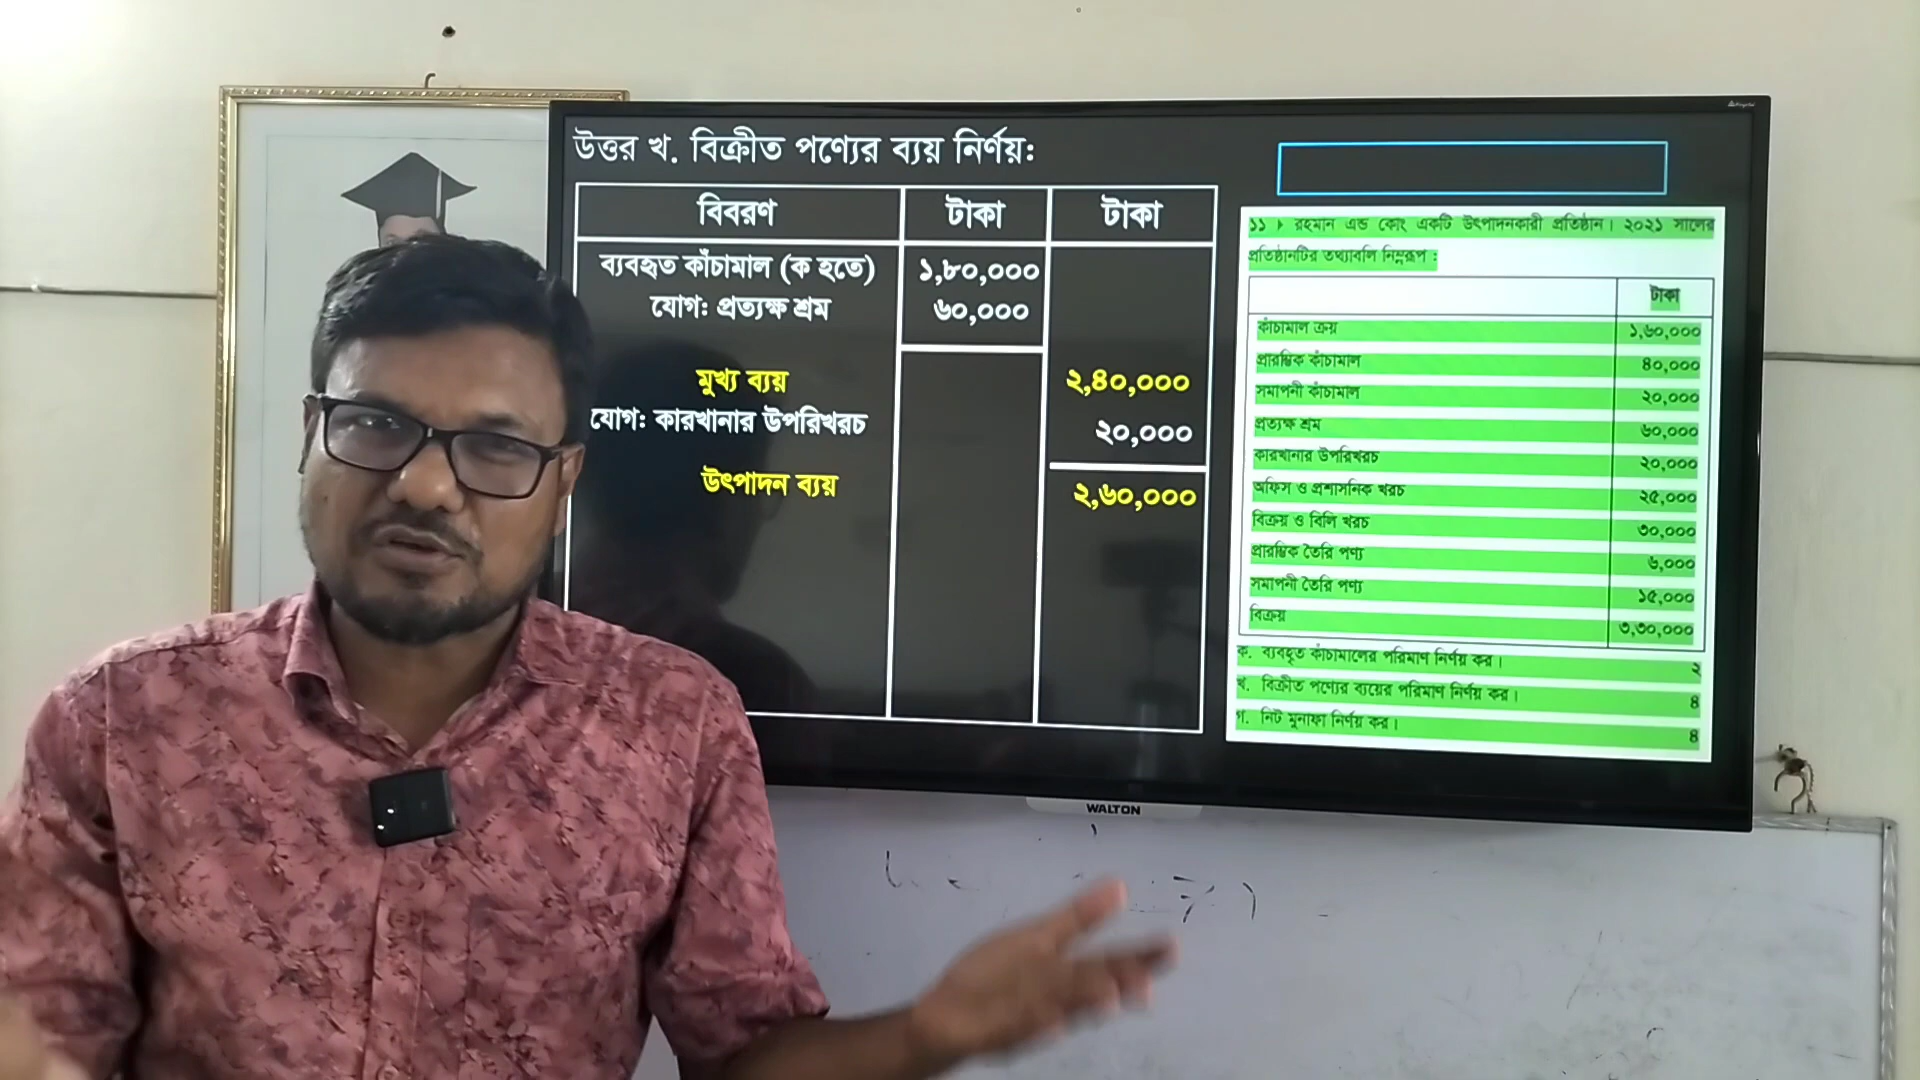 উত্তর খ. বিক্রীত পণ্যের ব্যয় নির্ণয়ঃ
বিবরণ টাকা টাকা
ব্যবহৃত কাঁচামাল (ক হতে) ১,৮০,০০০
যোগঃ প্রত্যক্ষ শ্রম ৬০,০০০
মুখ্য ব্যয় ২,৪০,০০০
যোগঃ কারখানার উপরিখরচ ২০,০০০
উৎপাদন ব্যয় ২,৬০,০০০
১১ রহমান এন্ড কোং একটি উৎপাদনকারী প্রতিষ্ঠান। ২০২১ সালের
প্রতিষ্ঠানটির তথ্যাবলি নিম্নরূপ :
টাকা
কাঁচামাল ক্রয় ১,৬০,০০০
প্রারম্ভিক কাঁচামাল ৪০,০০০
সমাপনী কাঁচামাল ২০,০০০
প্রত্যক্ষ শ্রম ৬০,০০০
কারখানার উপরিখরচ ২০,০০০
অফিস ও প্রশাসনিক খরচ ২৫,০০০
বিক্রয় ও বিলি খরচ ৩০,০০০
প্রারম্ভিক তৈরি পণ্য ৬,০০০
সমাপনী তৈরি পণ্য ১৫,০০০
বিক্রয় ৩,৩০,০০০
ক. ব্যবহৃত কাঁচামালের পরিমাণ নির্ণয় কর। ২
খ. বিক্রীত পণ্যের ব্যয়ের পরিমাণ নির্ণয় কর। ৪
গ. নিট মুনাফা নির্ণয় কর। ৪
WALTON